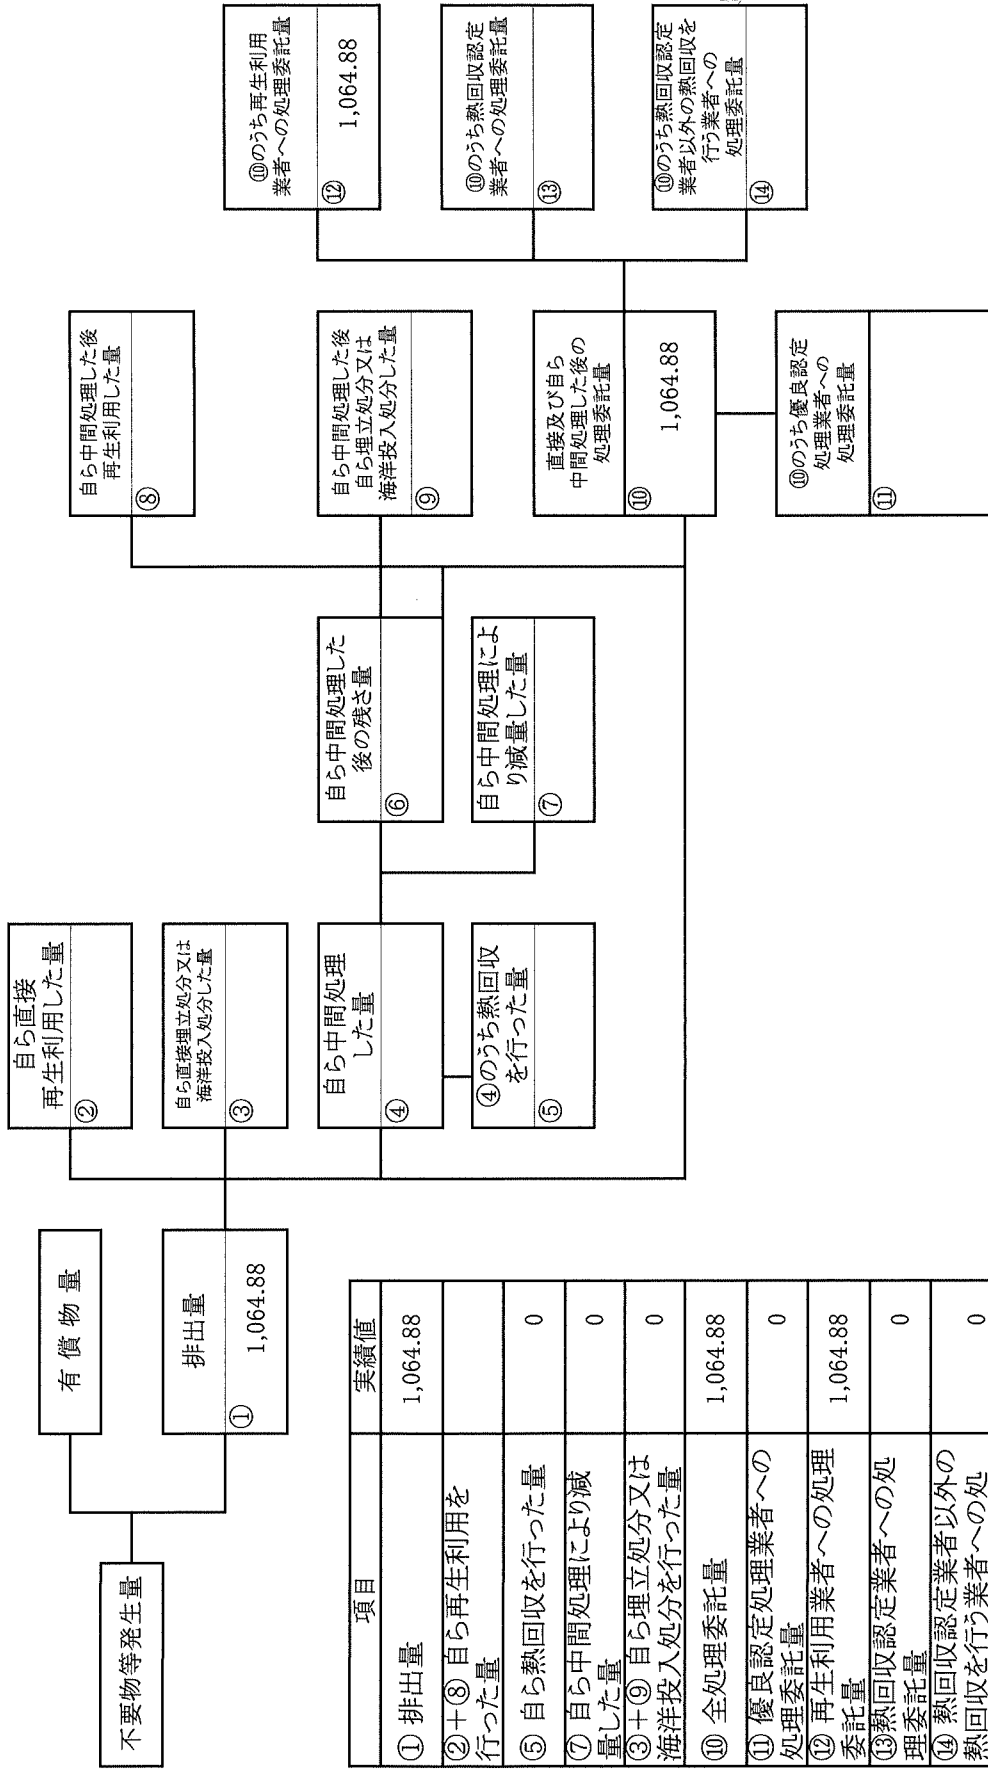 不要物等発生量
有償物量
排出量
①
1,064.88
自ら直接
再生利用した量
②
自ら直接埋立処分又は
海洋投入処分した量
③
自ら中間処理
した量
④
④のうち熱回収
を行った量
⑤
自ら中間処理した
後の残さ量
⑥
自ら中間処理によ
り減量した量
⑦
自ら中間処理した後
再生利用した量
⑧
自ら中間処理した後
自ら埋立処分又は
海洋投入処分した量
⑨
直接及び自ら
中間処理した後の
処理委託量
⑩
1,064.88
⑩のうち優良認定
処理業者への
処理委託量
⑪
⑩のうち再生利用
業者への処理委託量
⑫
1,064.88
⑩のうち熱回収認定
業者への処理委託量
⑬
⑩のうち熱回収認定
業者以外の熱回収を
行う業者への
処理委託量
⑭
項目 実績値
① 排出量 1,064.88
②+⑧ 自ら再生利用を
行った量
⑤ 自ら熱回収を行った量 0
⑦ 自ら中間処理により減
量した量 0
③+⑨ 自ら埋立処分又は
海洋投入処分を行った量 0
⑩ 全処理委託量 1,064.88
⑪ 優良認定処理業者への
処理委託量 0
⑫ 再生利用業者への処理
委託量 1,064.88
⑬熱回収認定業者への処
理委託量 0
⑭ 熱回収認定業者以外の
熱回収を行う業者への処 0